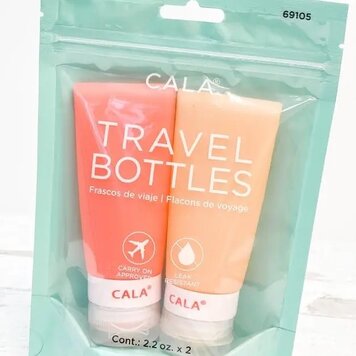 69105
CALA®
TRAVEL
BOTTLES
Frascos de viaje | Flacons de voyage
CARRY ON
APPROVED
LEAK
RESISTANT
CALA®
CALA®
Cont.: 2.2 oz. x 2